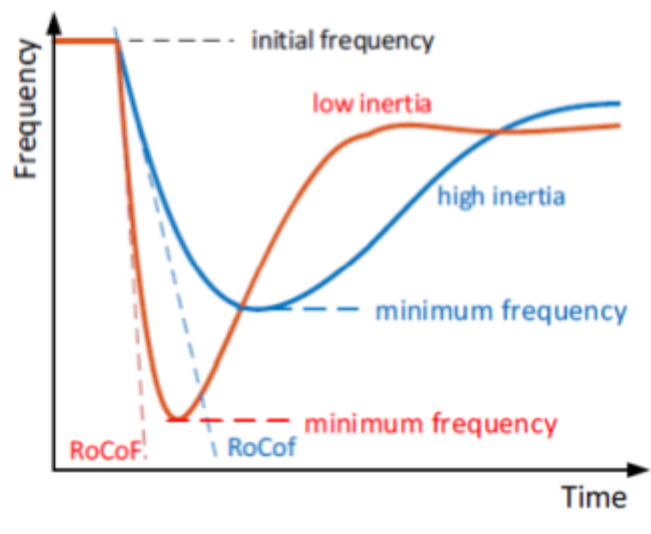 Frequency
initial frequency
low inertia
high inertia
minimum frequency
minimum frequency
RoCoF
RoCof
Time